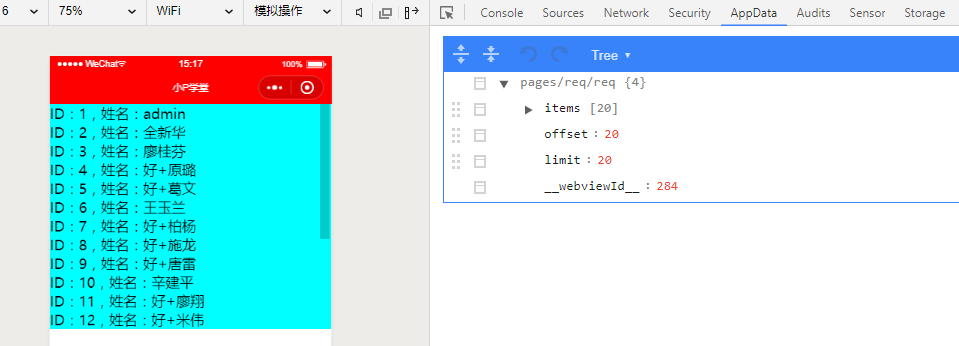 6 75% WiFi 模拟操作
Console Sources Network Security AppData Audits Sensor Storage
WeChat 15:17 100%
小P学堂
ID：1，姓名：admin
ID：2，姓名：全新华
ID：3，姓名：廖桂芬
ID：4，姓名：好+原璐
ID：5，姓名：好+葛文
ID：6，姓名：王玉兰
ID：7，姓名：好+柏杨
ID：8，姓名：好+施龙
ID：9，姓名：好+唐雷
ID：10，姓名：辛建平
ID：11，姓名：好+廖翔
ID：12，姓名：好+米伟
Tree
pages/req/req {4}
items [20]
offset : 20
limit : 20
__webviewId__ : 284